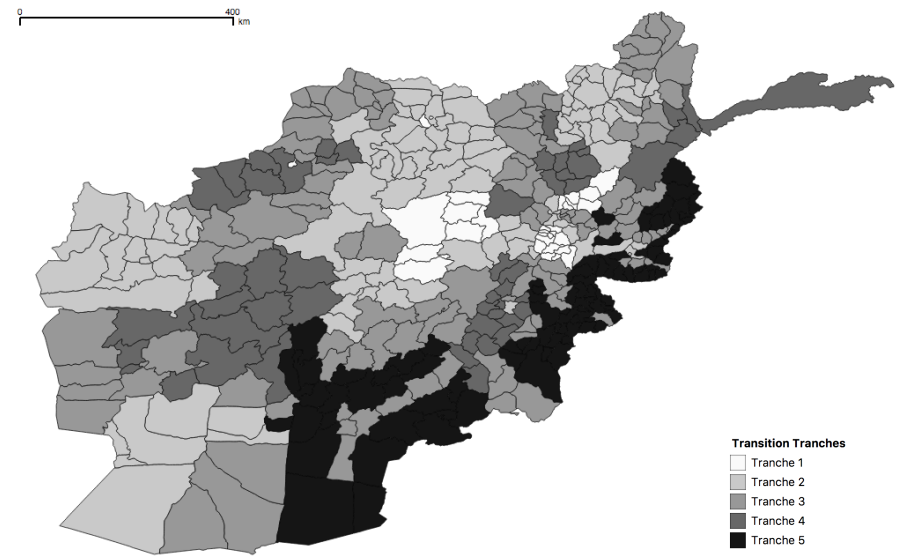 0 400
km
Transition Tranches
Tranche 1
Tranche 2
Tranche 3
Tranche 4
Tranche 5